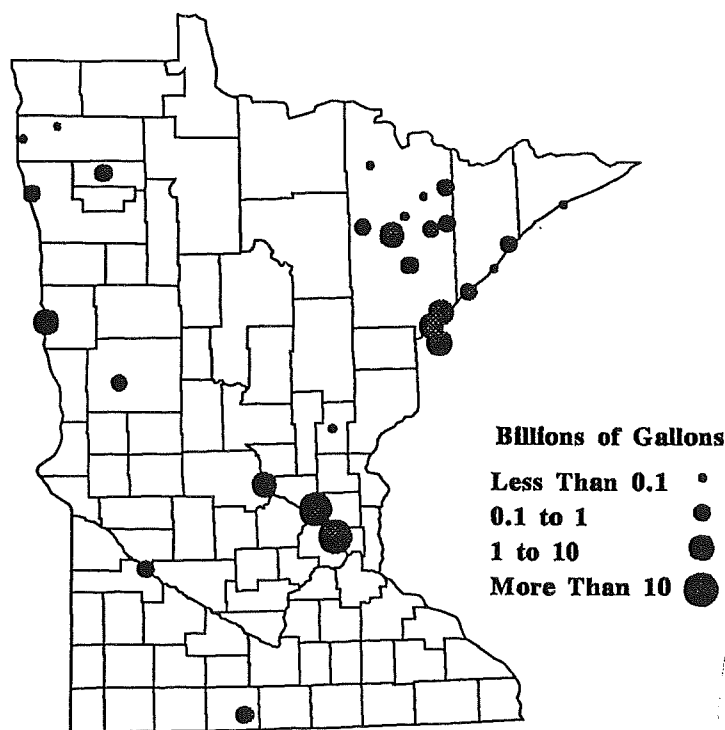 Billions of Gallons
Less Than 0.1
0.1 to 1
1 to 10
More Than 10